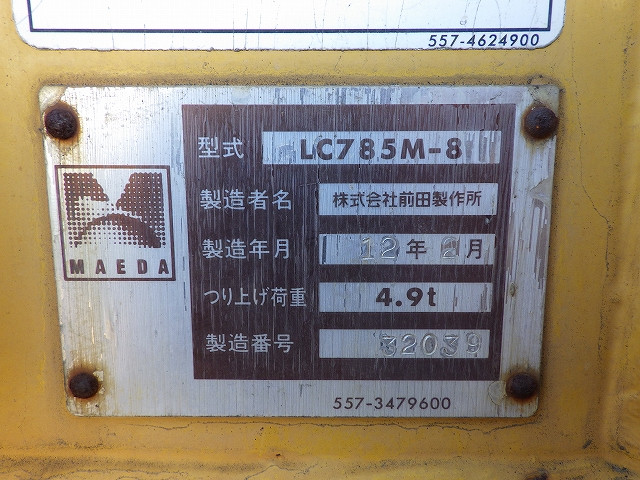 557-4624900
型式 LC785M-8
製造者名 株式会社前田製作所
製造年月 12年2月
つり上げ荷重 4.9t
製造番号 32039
MAEDA
557-3479600